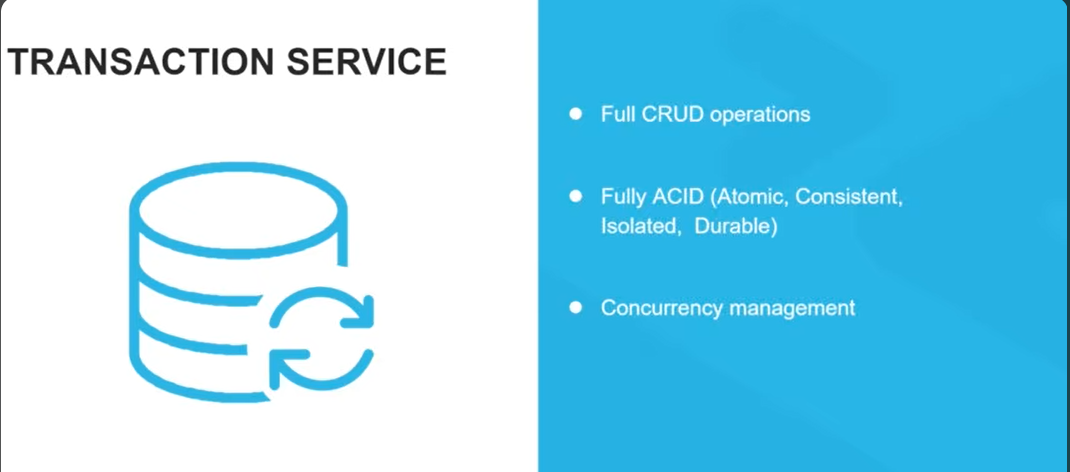 TRANSACTION SERVICE
● Full CRUD operations
● Fully ACID (Atomic, Consistent,
Isolated,  Durable)
● Concurrency management